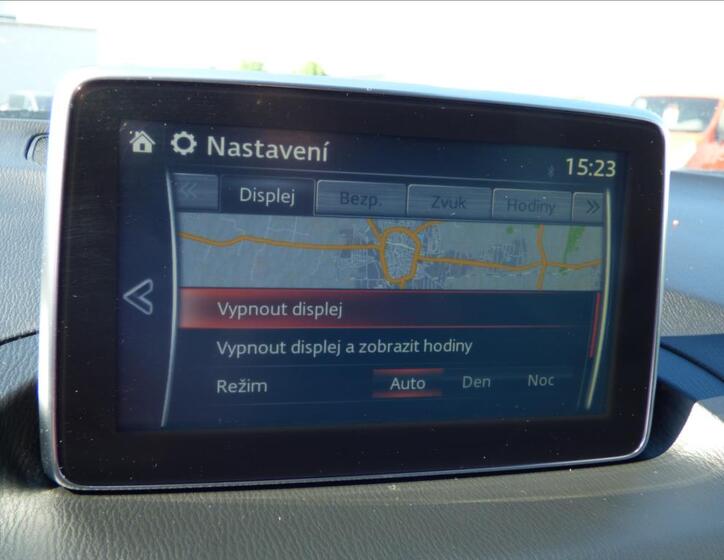 Nastavení
15:23
Displej Bezp. Zvuk Hodiny
Vypnout displej
Vypnout displej a zobrazit hodiny
Režim Auto Den Noc